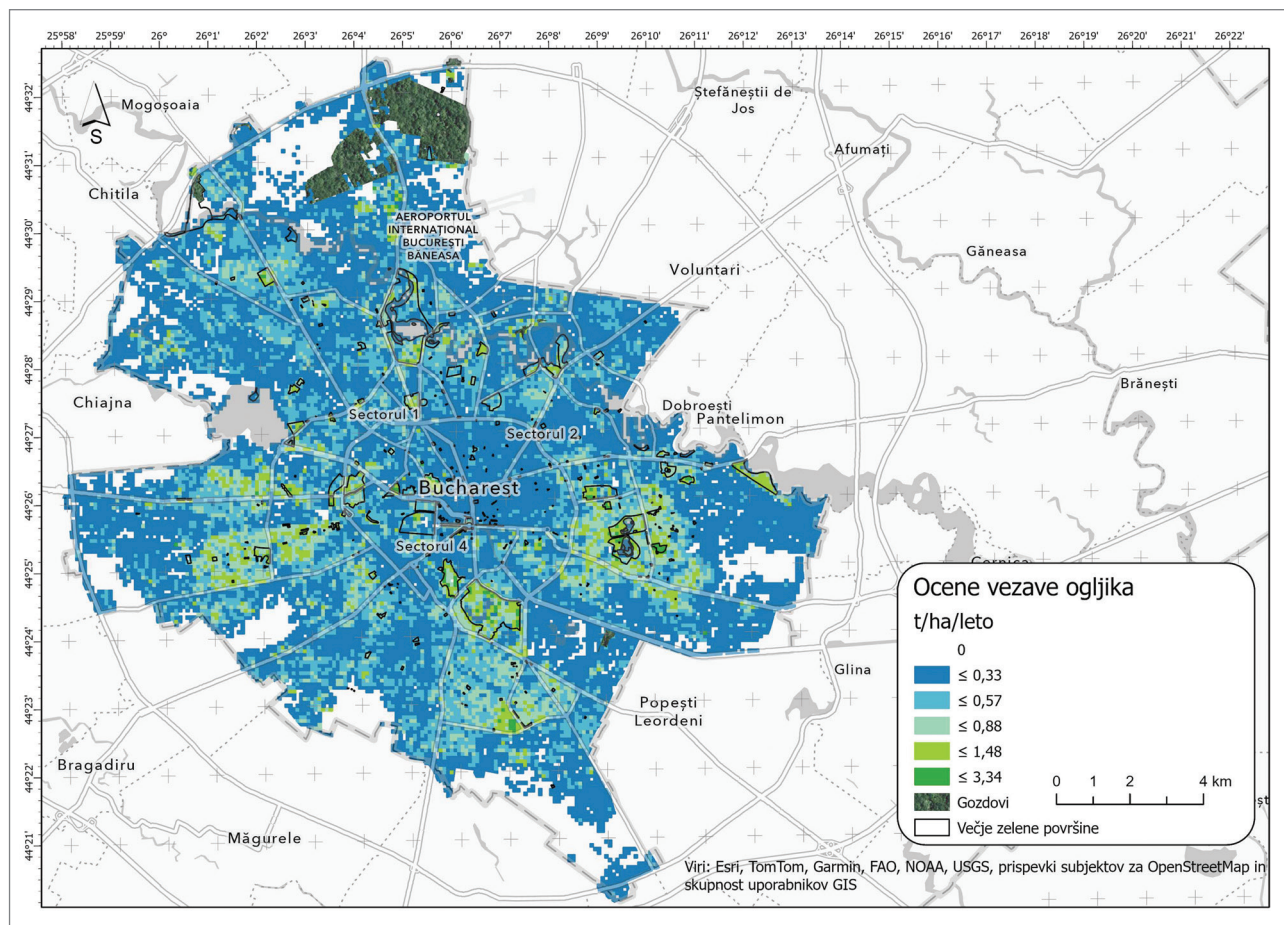 25°58' 25°59' 26° 26°1' 26°2' 26°3' 26°4' 26°5' 26°6' 26°7' 26°8' 26°9' 26°10' 26°11' 26°12' 26°13' 26°14' 26°15' 26°16' 26°17' 26°18' 26°19' 26°20' 26°21' 26°22'
44°32'
44°31'
44°30'
44°29'
44°28'
44°27'
44°26'
44°25'
44°24'
44°23'
44°22'
44°21'
S
Mogoșoaia
Ștefăneștii de
Jos
Afumați
Chitila
AEROPORTUL
INTERNAȚIONAL
BUCUREȘTI
BĂNEASA
Găneasa
Voluntari
Brănești
Chiajna
Sectorul 1
Dobroești
Pantelimon
Sectorul 2
Bucharest
Sectorul 4
Cernica
Glina
Popești
Leordeni
Bragadiru
Măgurele
Ocene vezave ogljika
t/ha/leto
0
≤ 0,33
≤ 0,57
≤ 0,88
≤ 1,48
≤ 3,34
Gozdovi
Večje zelene površine
0 1 2 4 km
Viri: Esri, TomTom, Garmin, FAO, NOAA, USGS, prispevki subjektov za OpenStreetMap in
skupnost uporabnikov GIS